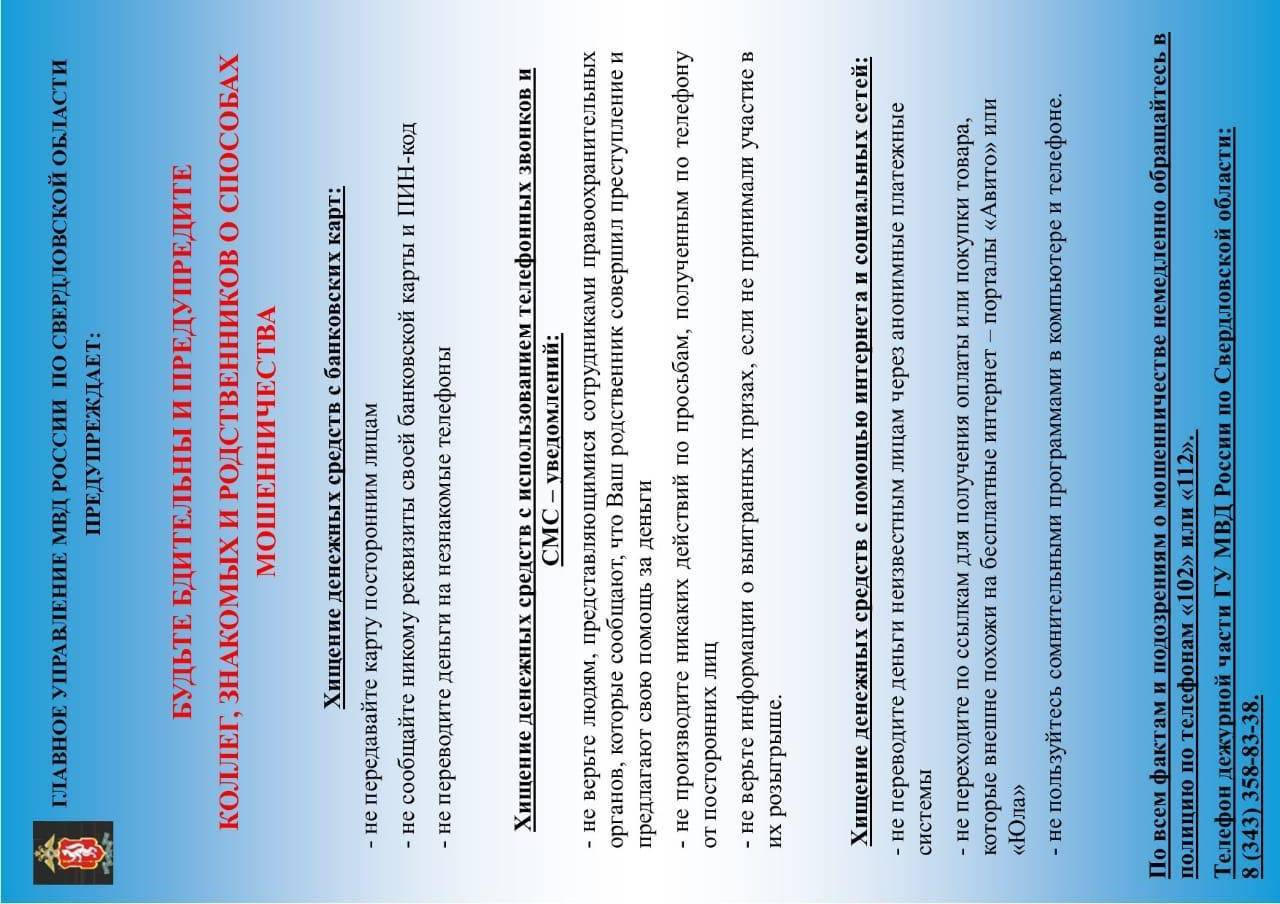 ГЛАВНОЕ УПРАВЛЕНИЕ МВД РОССИИ ПО СВЕРДЛОВСКОЙ ОБЛАСТИ
ПРЕДУПРЕЖДАЕТ:
БУДЬТЕ БДИТЕЛЬНЫ И ПРЕДУПРЕДИТЕ
КОЛЛЕГ, ЗНАКОМЫХ И РОДСТВЕННИКОВ О СПОСОБАХ
МОШЕННИЧЕСТВА
Хищение денежных средств с банковских карт:
- не передавайте карту посторонним лицам
- не сообщайте никому реквизиты своей банковской карты и ПИН-код
- не переводите деньги на незнакомые телефоны
Хищение денежных средств с использованием телефонных звонков и
СМС – уведомлений:
- не верьте людям, представляющимися сотрудниками правоохранительных
органов, которые сообщают, что Ваш родственник совершил преступление и
предлагают свою помощь за деньги
- не производите никаких действий по просьбам, полученным по телефону
от посторонних лиц
- не верьте информации о выигранных призах, если не принимали участие в
их розыгрыше.
Хищение денежных средств с помощью интернета и социальных сетей:
- не переводите деньги неизвестным лицам через анонимные платежные
системы
- не переходите по ссылкам для получения оплаты или покупки товара,
которые внешне похожи на бесплатные интернет – порталы «Авито» или
«Юла»
- не пользуйтесь сомнительными программами в компьютере и телефоне.
По всем фактам и подозрениям о мошенничестве немедленно обращайтесь в
полицию по телефонам «102» или «112».
Телефон дежурной части ГУ МВД России по Свердловской области:
8 (343) 358-83-38.